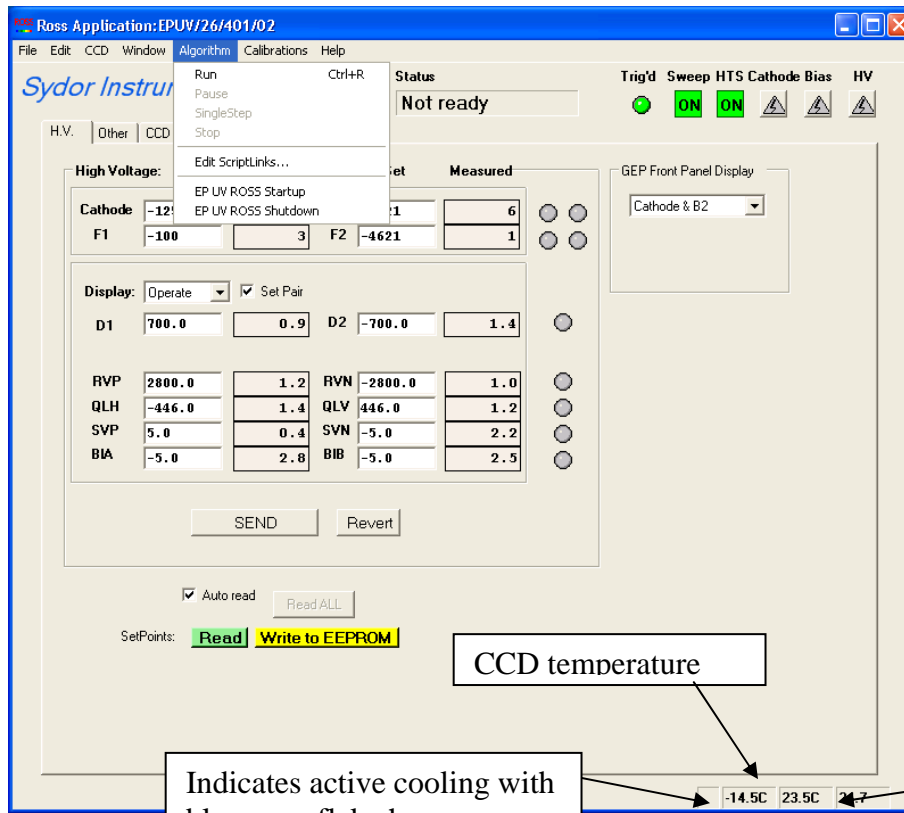 Ross Application:EPUV/26/401/02
File Edit CCD Window Algorithm Calibrations Help
Sydor Status Trig'd Sweep HTS Cathode Bias HV
Not ready ON ON
Run Ctrl+R
Pause
SingleStep
Stop
Edit ScriptLinks...
EP UV ROSS Startup
EP UV ROSS Shutdown
H.V. Other CCD
High Voltage: Measured GEP Front Panel Display
Cathode 6 Cathode & B2
F1 -100 3 F2 -4621 1
Display: Operate Set Pair
D1 700.0 0.9 D2 -700.0 1.4
RVP 2800.0 1.2 RVN -2800.0 1.0
QLH -446.0 1.4 QLV 446.0 1.2
SVP 5.0 0.4 SVN -5.0 2.2
BIA -5.0 2.8 BIB -5.0 2.5
SEND Revert
Auto read Read ALL
SetPoints: Read Write to EEPROM
CCD temperature
Indicates active cooling with
-14.5C 23.5C